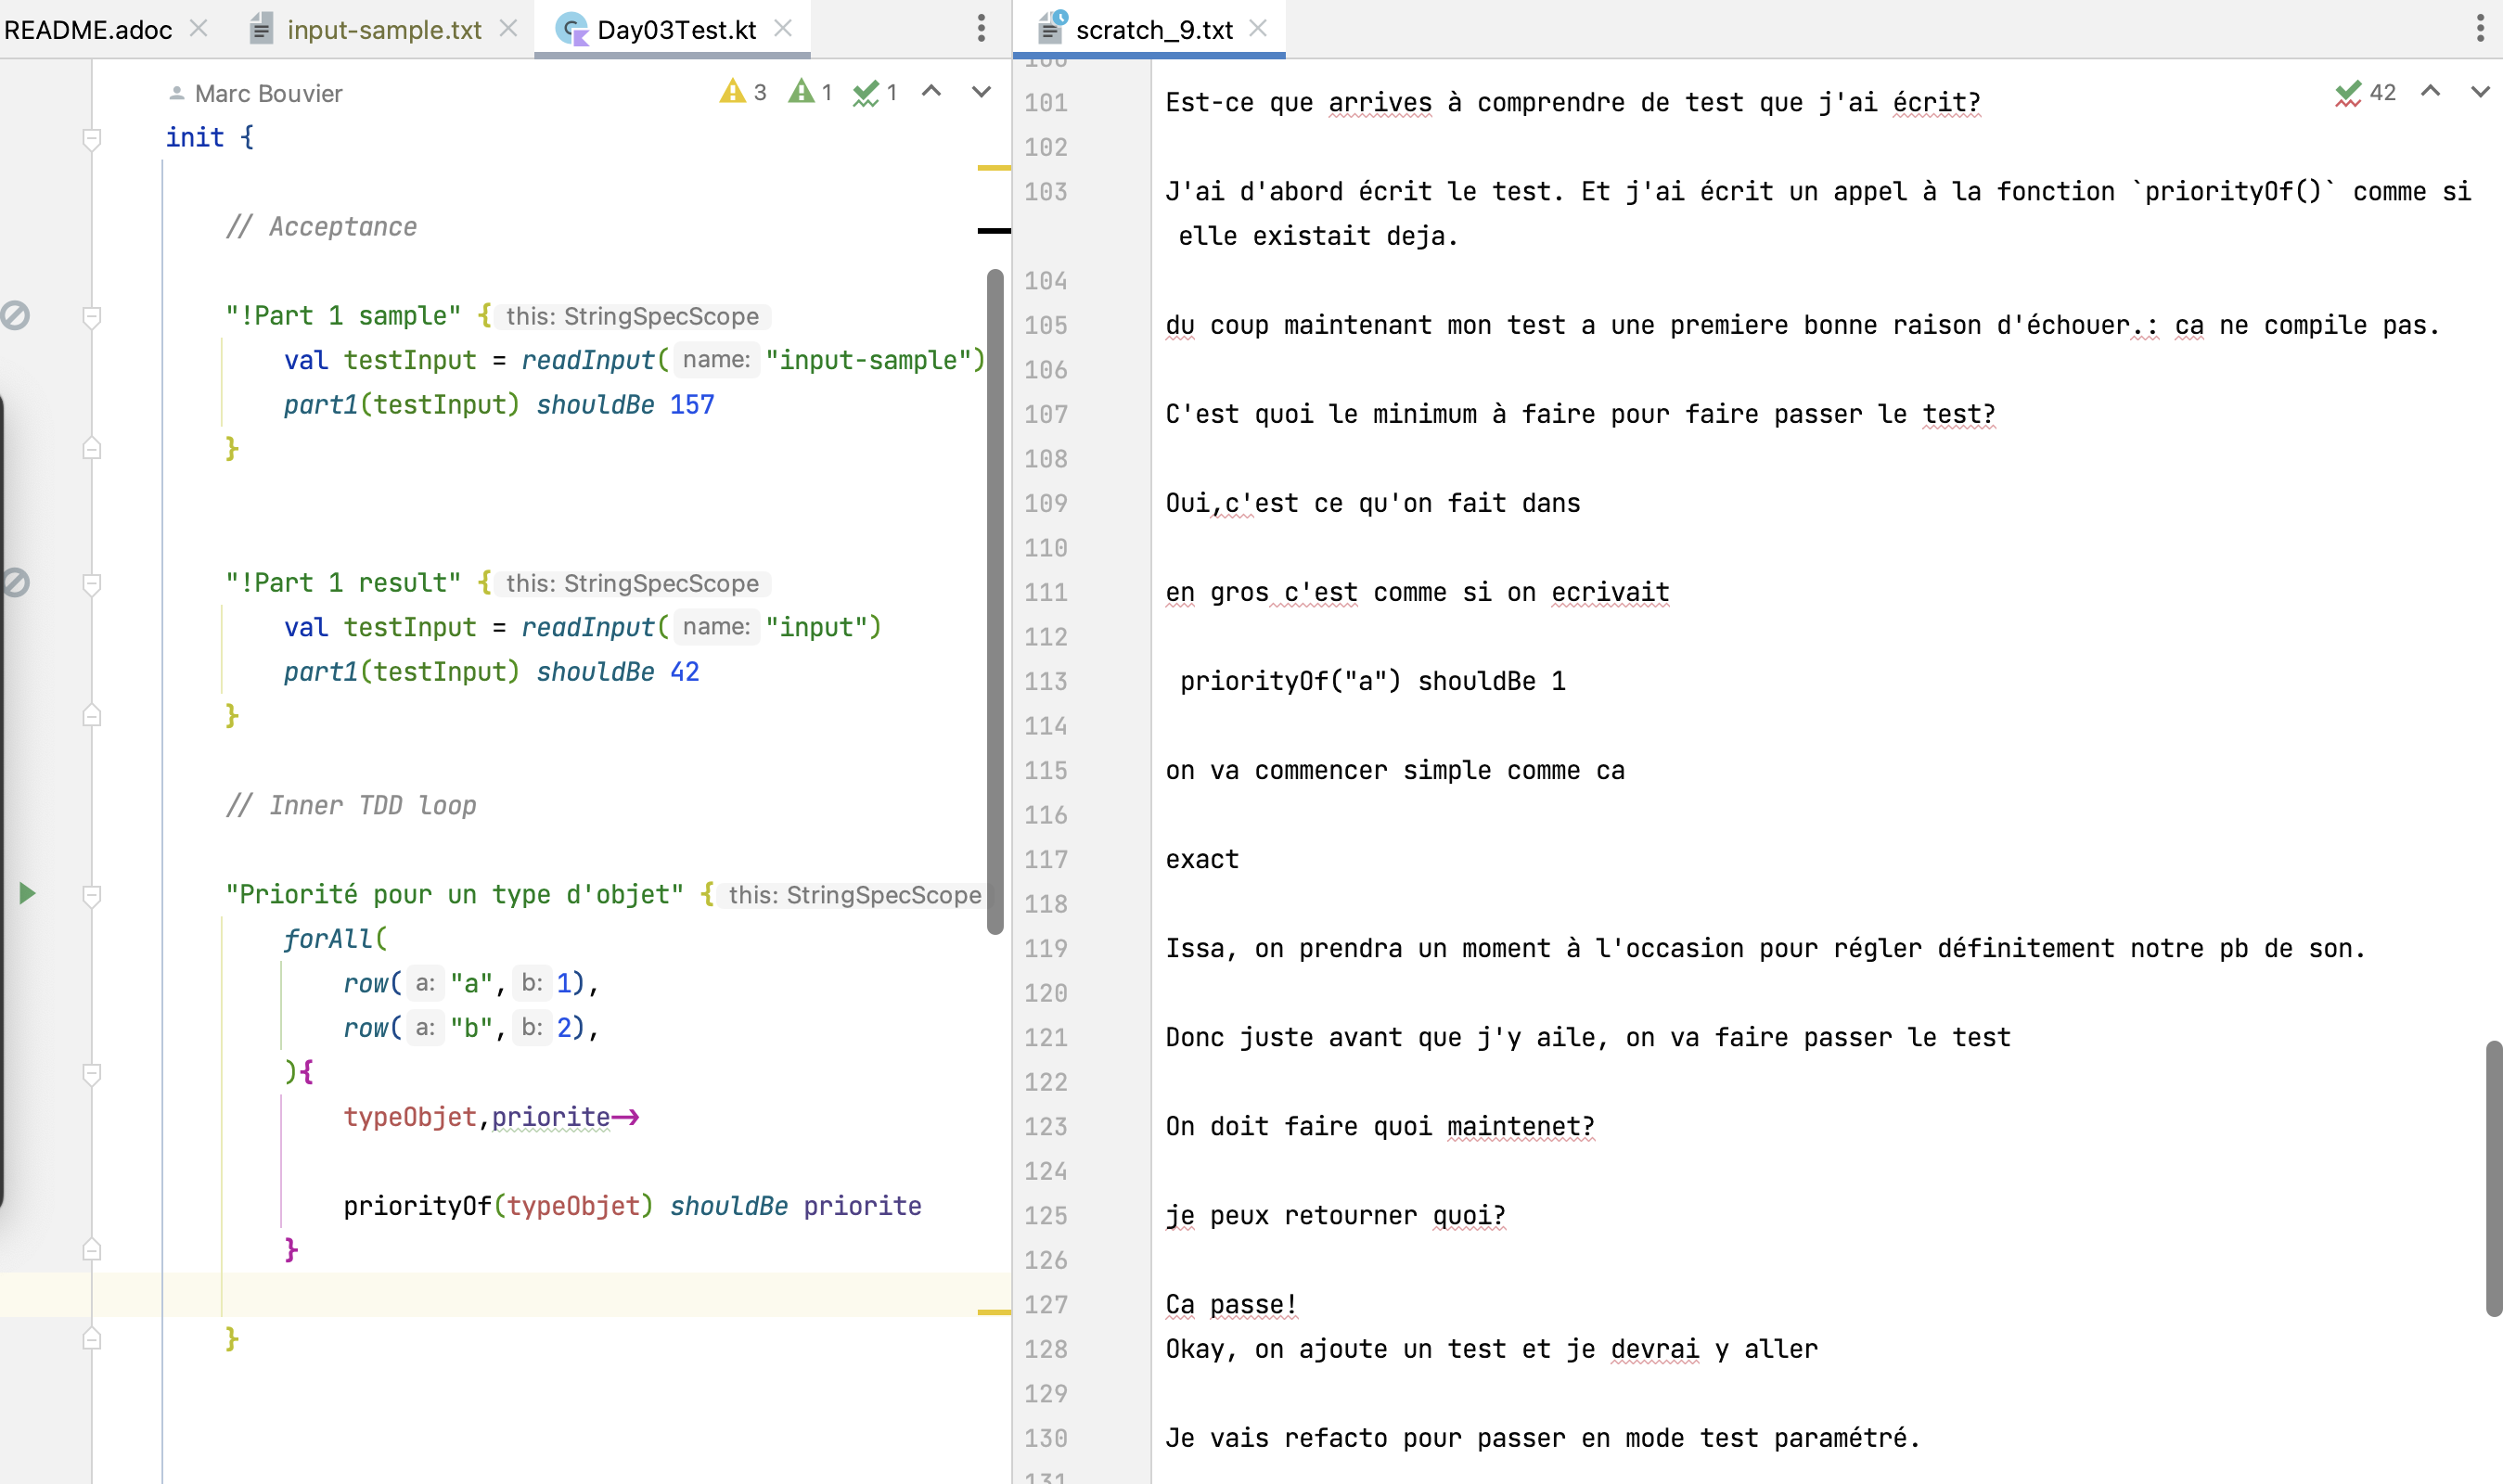 README.adoc
input-sample.txt
Day03Test.kt
scratch_9.txt
Marc Bouvier
3 1 1
init {
// Acceptance
"!Part 1 sample" { this: StringSpecScope
val testInput = readInput( name: "input-sample")
part1(testInput) shouldBe 157
}
"!Part 1 result" { this: StringSpecScope
val testInput = readInput( name: "input")
part1(testInput) shouldBe 42
}
// Inner TDD loop
"Priorité pour un type d'objet" { this: StringSpecScope
forAll(
row( a: "a", b: 1),
row( a: "b", b: 2),
){
typeObjet,priorite→
priorityOf(typeObjet) shouldBe priorite
}
}
42
100
101 Est-ce que arrives à comprendre de test que j'ai écrit?
102
103 J'ai d'abord écrit le test. Et j'ai écrit un appel à la fonction `priorityOf()` comme si
elle existait deja.
104
105 du coup maintenant mon test a une premiere bonne raison d'échouer.: ca ne compile pas.
106
107 C'est quoi le minimum à faire pour faire passer le test?
108
109 Oui,c'est ce qu'on fait dans
110
111 en gros c'est comme si on ecrivait
112
113 priorityOf("a") shouldBe 1
114
115 on va commencer simple comme ca
116
117 exact
118
119 Issa, on prendra un moment à l'occasion pour régler définitement notre pb de son.
120
121 Donc juste avant que j'y aile, on va faire passer le test
122
123 On doit faire quoi maintenet?
124
125 je peux retourner quoi?
126
127 Ca passe!
128 Okay, on ajoute un test et je devrai y aller
129
130 Je vais refacto pour passer en mode test paramétré.
131